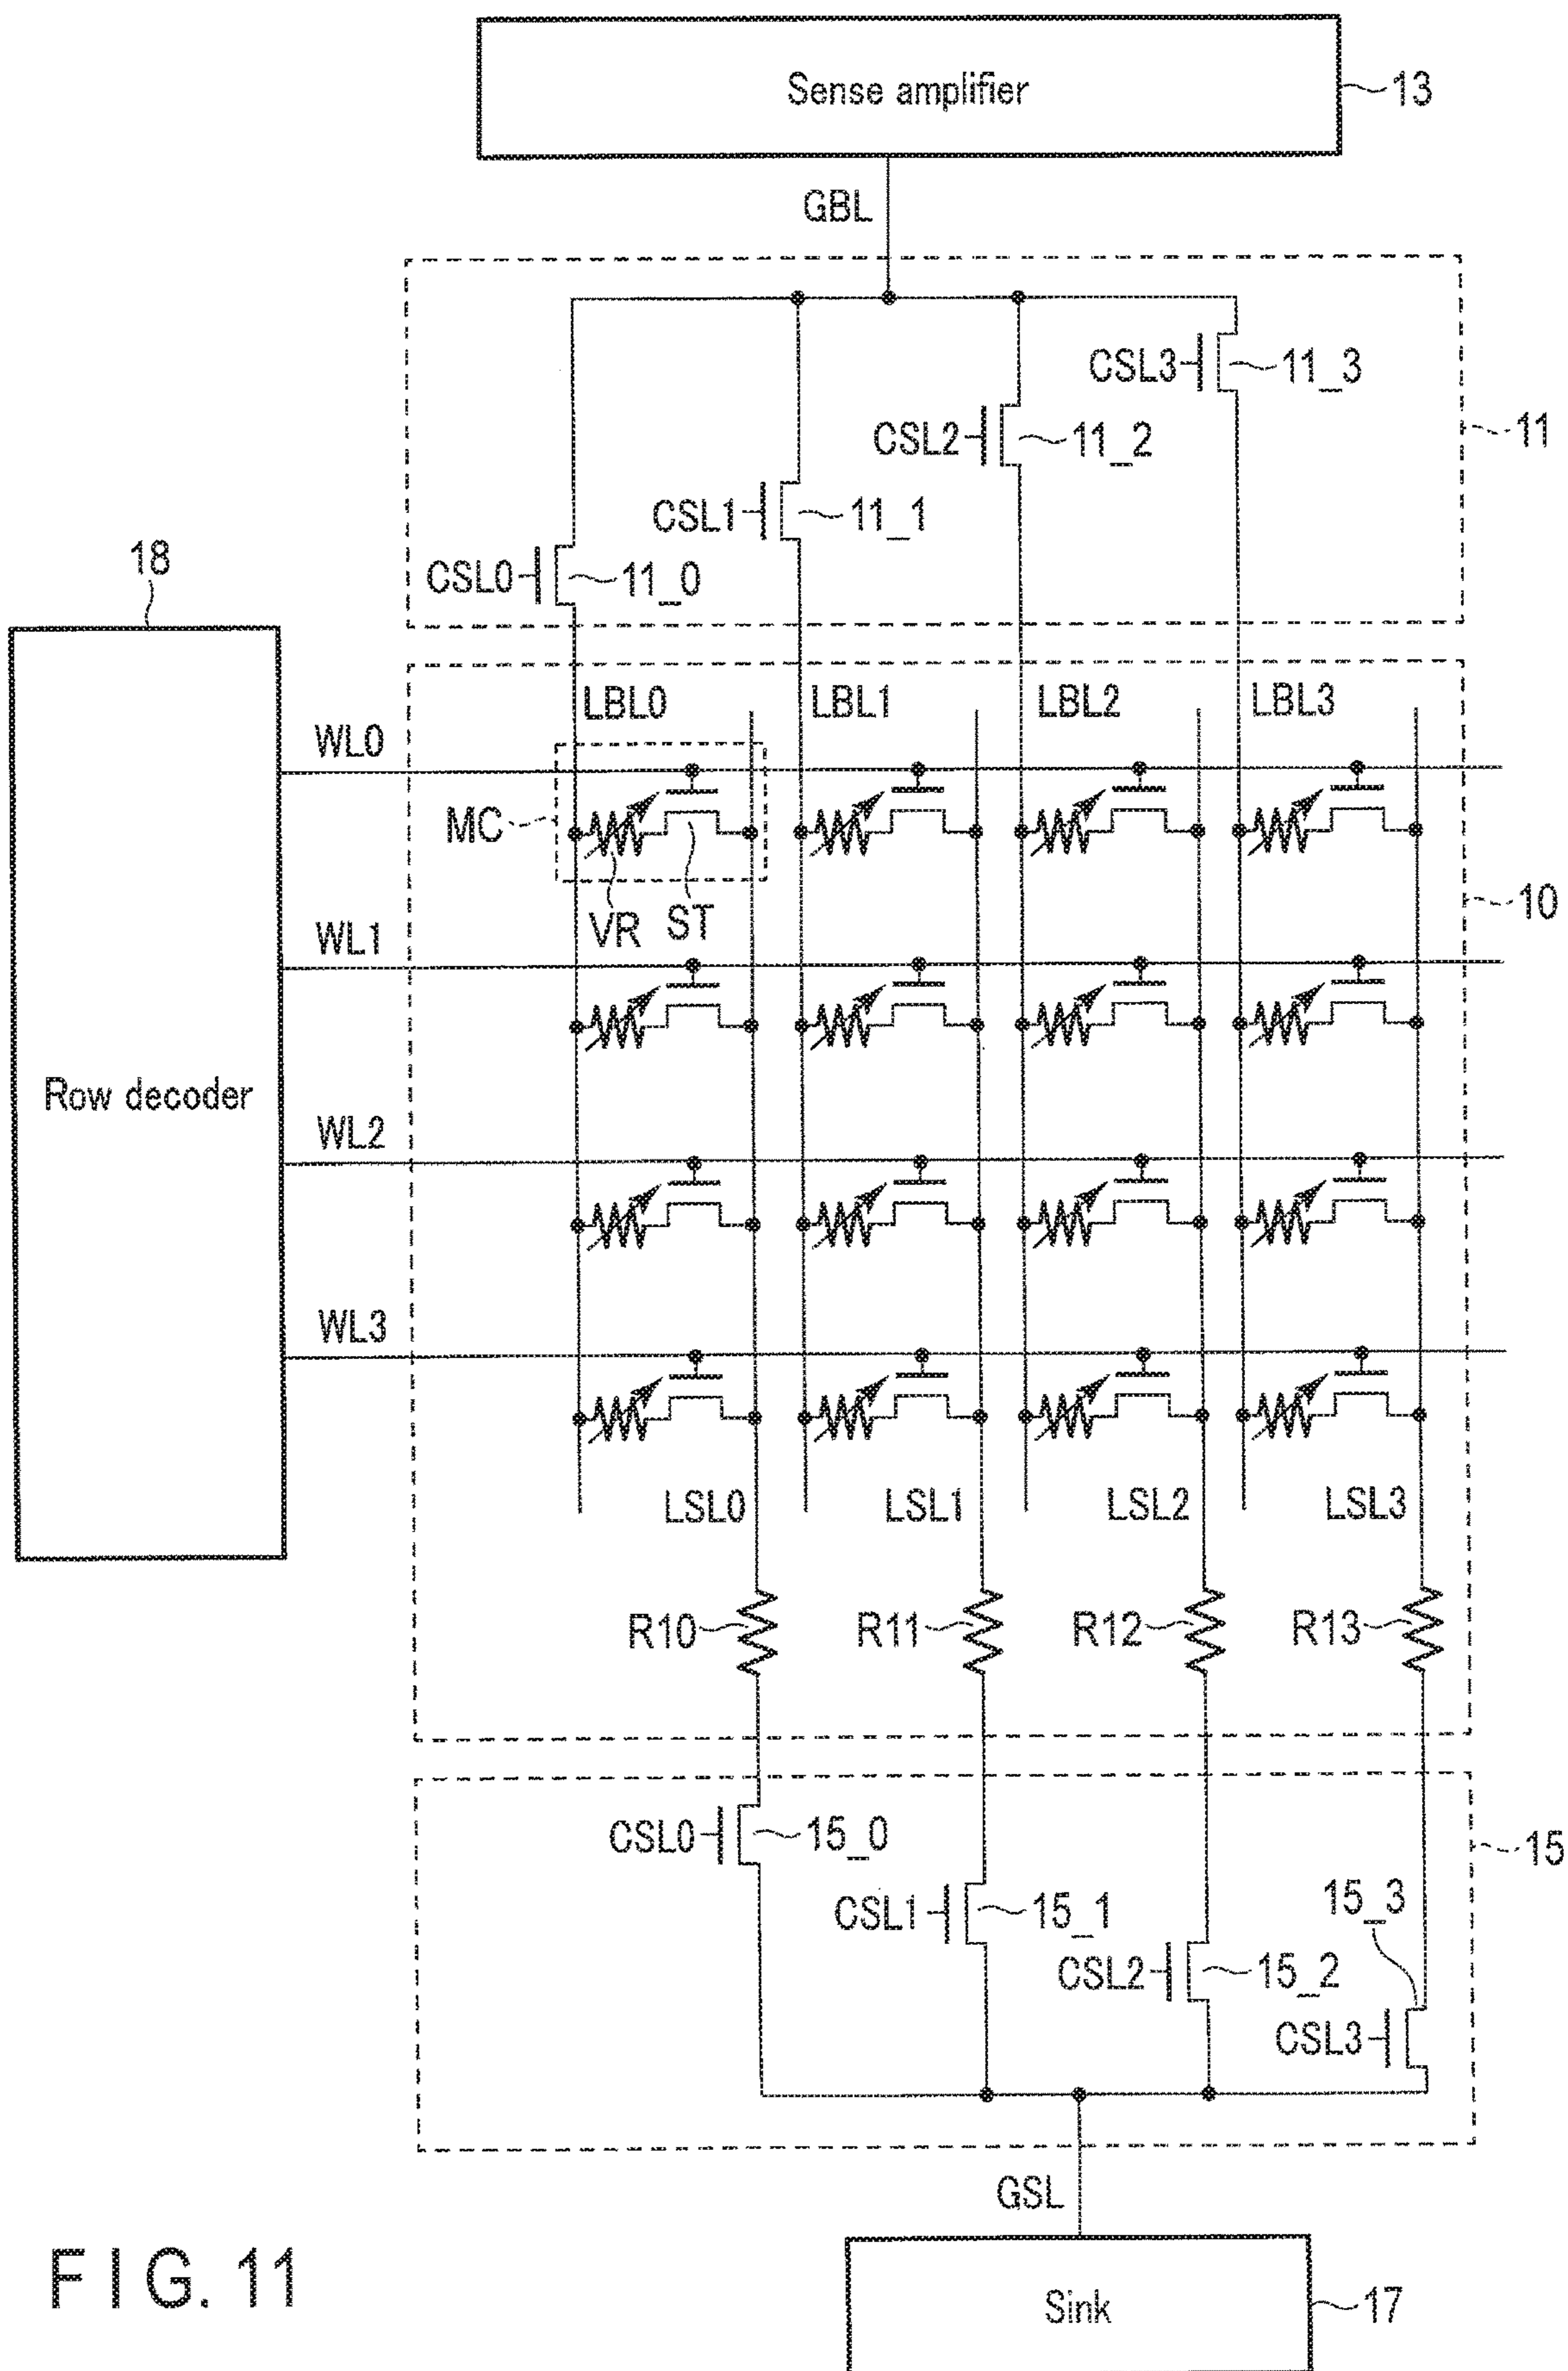 Sense amplifier
13
GBL
CSL3
11_3
CSL2
11_2
11
CSL1
11_1
CSL0
11_0
18
LBL0
LBL1
LBL2
LBL3
WL0
MC
VR
ST
10
WL1
Row decoder
WL2
WL3
LSL0
LSL1
LSL2
LSL3
R10
R11
R12
R13
CSL0
15_0
15
CSL1
15_1
15_3
CSL2
15_2
CSL3
GSL
FIG. 11
Sink
17